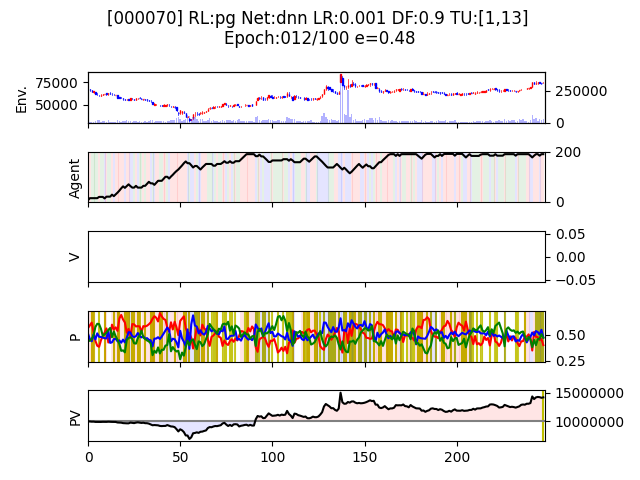 [000070] RL:pg Net:dnn LR:0.001 DF:0.9 TU:[1,13]
Epoch:012/100 e=0.48
Env.
75000
50000
250000
0
Agent
200
0
V
0.05
0.00
−0.05
P
0.50
0.25
PV
15000000
10000000
0 50 100 150 200